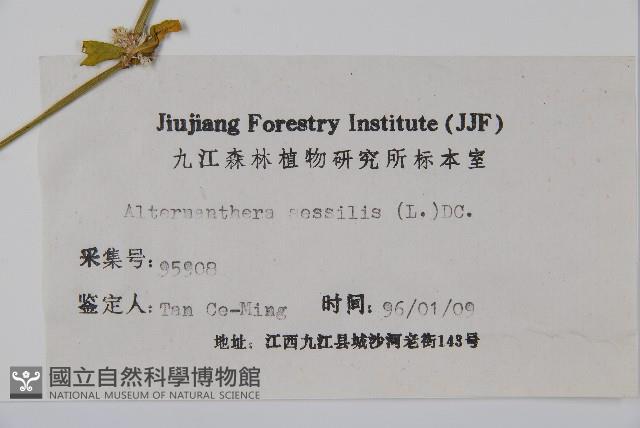 Jiujiang Forestry Institute (JJF)
九江森林植物研究所标本室
Alternanthera sessilis (L.)DC.
采集号: 95908
鉴定人: Tan Ce-Ming 时间: 96/01/09
地址: 江西九江县城沙河老街143号
國立自然科學博物館
NATIONAL MUSEUM OF NATURAL SCIENCE